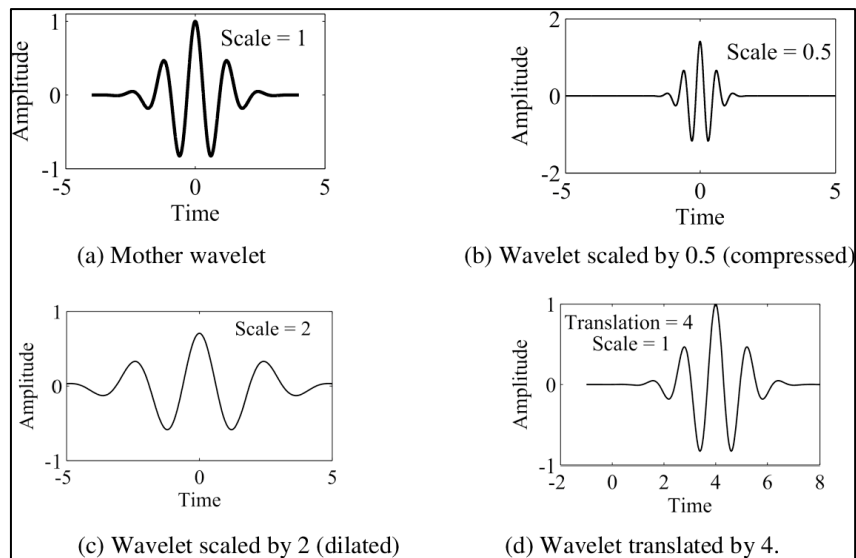 1
Scale = 1
Amplitude
0
-1
-5
0
5
Time
(a) Mother wavelet
2
Scale = 0.5
Amplitude
0
-2
-5
0
5
Time
(b) Wavelet scaled by 0.5 (compressed)
1
Scale = 2
Amplitude
0
-1
-5
0
5
Time
(c) Wavelet scaled by 2 (dilated)
1
Translation = 4
Scale = 1
Amplitude
0
-1
-2
0
2
4
6
8
Time
(d) Wavelet translated by 4.